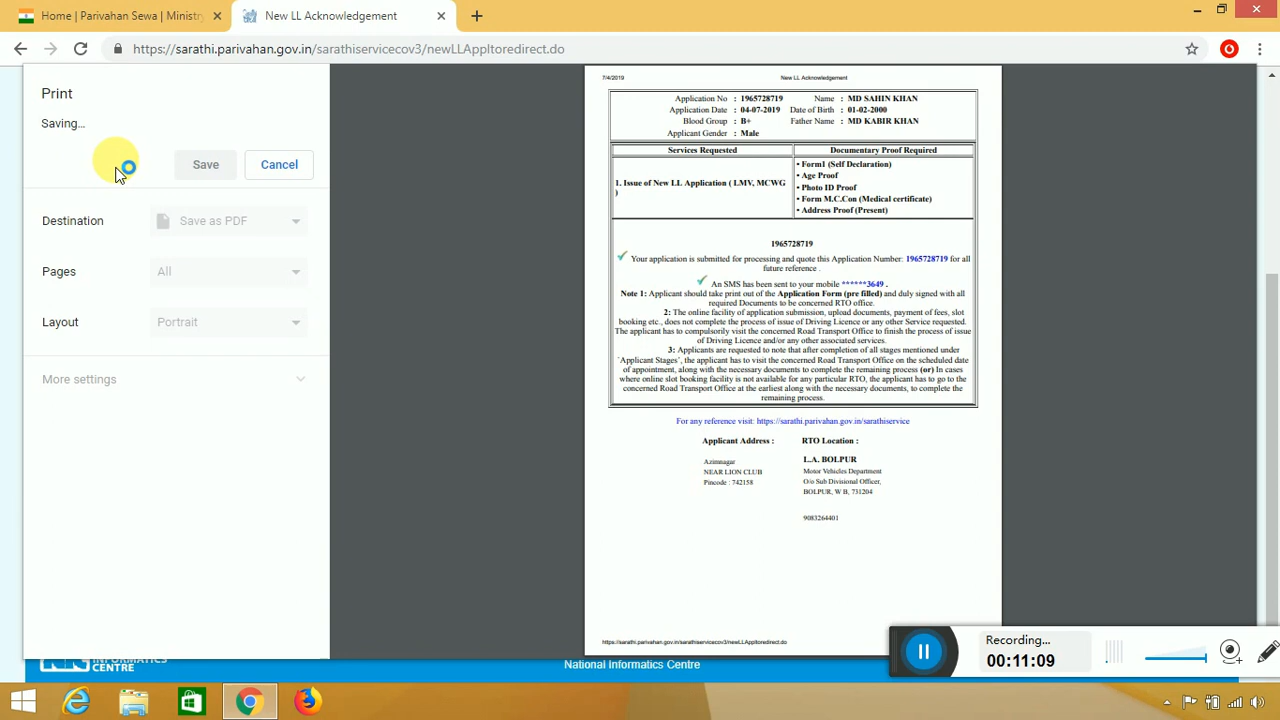 Home | Parivahan Sewa | Ministry
New LL Acknowledgement
https://sarathi.parivahan.gov.in/sarathiservicecov3/newLLAppltoredirect.do
Print
Saving...
Save
Cancel
Destination
Save as PDF
Pages
All
Layout
Portrait
More settings
7/4/2019
New LL Acknowledgement
Application No : 1965728719 Name : MD SAHIN KHAN
Application Date : 04-07-2019 Date of Birth : 01-02-2000
Blood Group : B+ Father Name : MD KABIR KHAN
Applicant Gender : Male
Services Requested
Documentary Proof Required
1. Issue of New LL Application ( LMV, MCWG
)
• Form1 (Self Declaration)
• Age Proof
• Photo ID Proof
• Form M.C.Con (Medical certificate)
• Address Proof (Present)
1965728719
Your application is submitted for processing and quote this Application Number: 1965728719 for all
future reference .
An SMS has been sent to your mobile ******3649 .
Note 1: Applicant should take print out of the Application Form (pre filled) and duly signed with all
required Documents to be concerned RTO office.
2: The online facility of application submission, upload documents, payment of fees, slot
booking etc., does not complete the process of issue of Driving Licence or any other Service requested.
The applicant has to compulsorily visit the concerned Road Transport Office to finish the process of issue
of Driving Licence and/or any other associated services.
3: Applicants are requested to note that after completion of all stages mentioned under
`Applicant Stages`, the applicant has to visit the concerned Road Transport Office on the scheduled date
of appointment, along with the necessary documents to complete the remaining process (or) In cases
where online slot booking facility is not available for any particular RTO, the applicant has to go to the
concerned Road Transport Office at the earliest along with the necessary documents, to complete the
remaining process.
For any reference visit: https://sarathi.parivahan.gov.in/sarathiservice
Applicant Address :
RTO Location :
Azimnagar
NEAR LION CLUB
Pincode : 742158
L.A. BOLPUR
Motor Vehicles Department
O/o Sub Divisional Officer,
BOLPUR, W B, 731204
9083264401
https://sarathi.parivahan.gov.in/sarathiservicecov3/newLLAppltoredirect.do
INFORMATICS
CENTRE
National Informatics Centre
Recording...
00:11:09